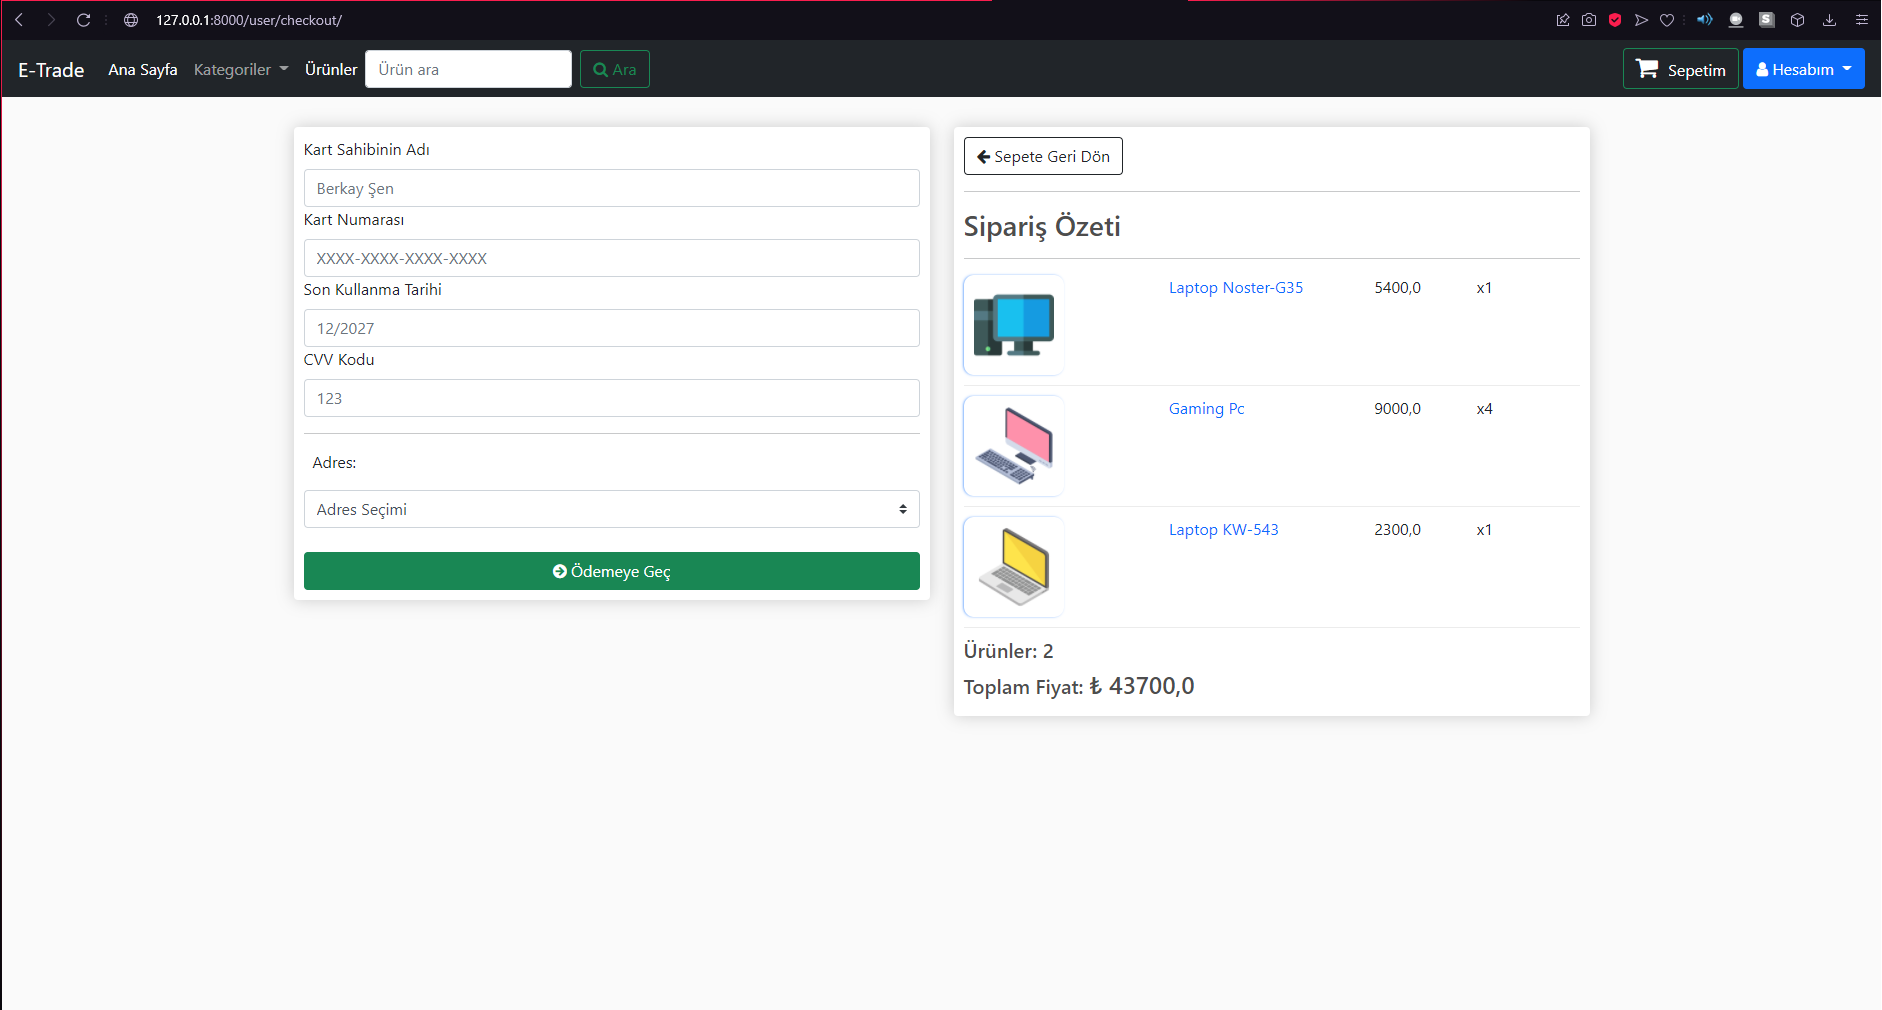 127.0.0.1:8000/user/checkout/
S
E-Trade Ana Sayfa Kategoriler Ürünler Ürün ara Ara Sepetim Hesabım
Kart Sahibinin Adı
Berkay Şen
Kart Numarası
XXXX-XXXX-XXXX-XXXX
Son Kullanma Tarihi
12/2027
CVV Kodu
123
Adres:
Adres Seçimi
Ödemeye Geç
Sepete Geri Dön
Sipariş Özeti
Laptop Noster-G35 5400,0 x1
Gaming Pc 9000,0 x4
Laptop KW-543 2300,0 x1
Ürünler: 2
Toplam Fiyat: ₺ 43700,0